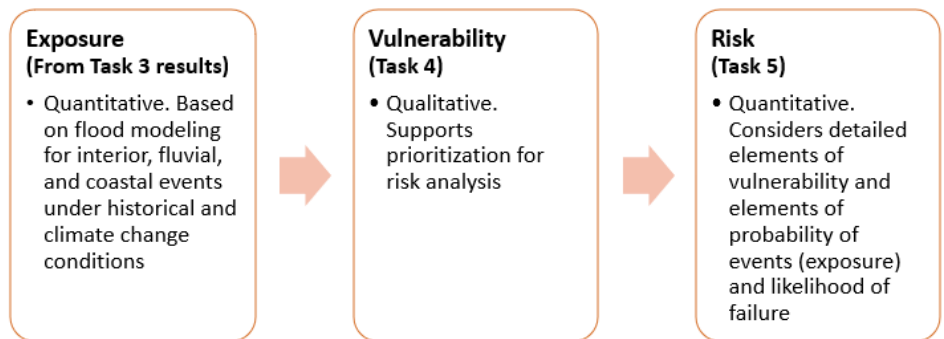 Exposure
(From Task 3 results)
• Quantitative. Based
on flood modeling
for interior, fluvial,
and coastal events
under historical and
climate change
conditions
Vulnerability
(Task 4)
• Qualitative.
Supports
prioritization for
risk analysis
Risk
(Task 5)
• Quantitative.
Considers detailed
elements of
vulnerability and
elements of
probability of
events (exposure)
and likelihood of
failure